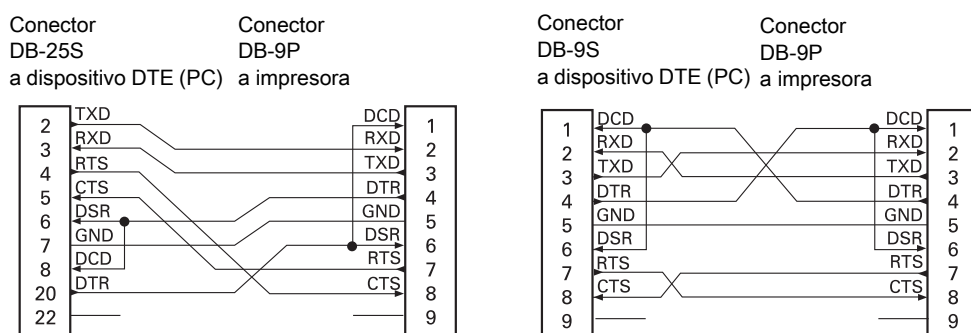 Conector
DB-25S
a dispositivo DTE (PC)
Conector
DB-9P
a impresora
2 TXD DCD 1
3 RXD RXD 2
4 RTS TXD 3
5 CTS DTR 4
6 DSR GND 5
7 GND DSR 6
8 DCD RTS 7
20 DTR CTS 8
22 9
Conector
DB-9S
a dispositivo DTE (PC)
Conector
DB-9P
a impresora
1 DCD DCD 1
2 RXD RXD 2
3 TXD TXD 3
4 DTR DTR 4
5 GND GND 5
6 DSR DSR 6
7 RTS RTS 7
8 CTS CTS 8
9 9